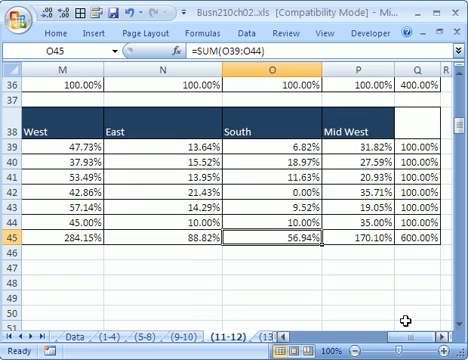 Busn210ch02...xls [Compatibility Mode] - Mi...
Home Insert Page Layout Formulas Data Review View Developer
O45 fx =SUM(O39:O44)
M N O P Q R
36 100.00% 100.00% 100.00% 100.00% 400.00%
37
38 West East South Mid West
39 47.73% 13.64% 6.82% 31.82% 100.00%
40 37.93% 15.52% 18.97% 27.59% 100.00%
41 53.49% 13.95% 11.63% 20.93% 100.00%
42 42.86% 21.43% 0.00% 35.71% 100.00%
43 57.14% 14.29% 9.52% 19.05% 100.00%
44 45.00% 10.00% 10.00% 35.00% 100.00%
45 284.15% 88.82% 56.94% 170.10% 600.00%
46
47
48
49
50
51
Data (1-4) (5-8) (9-10) (11-12) (13
Ready 100%